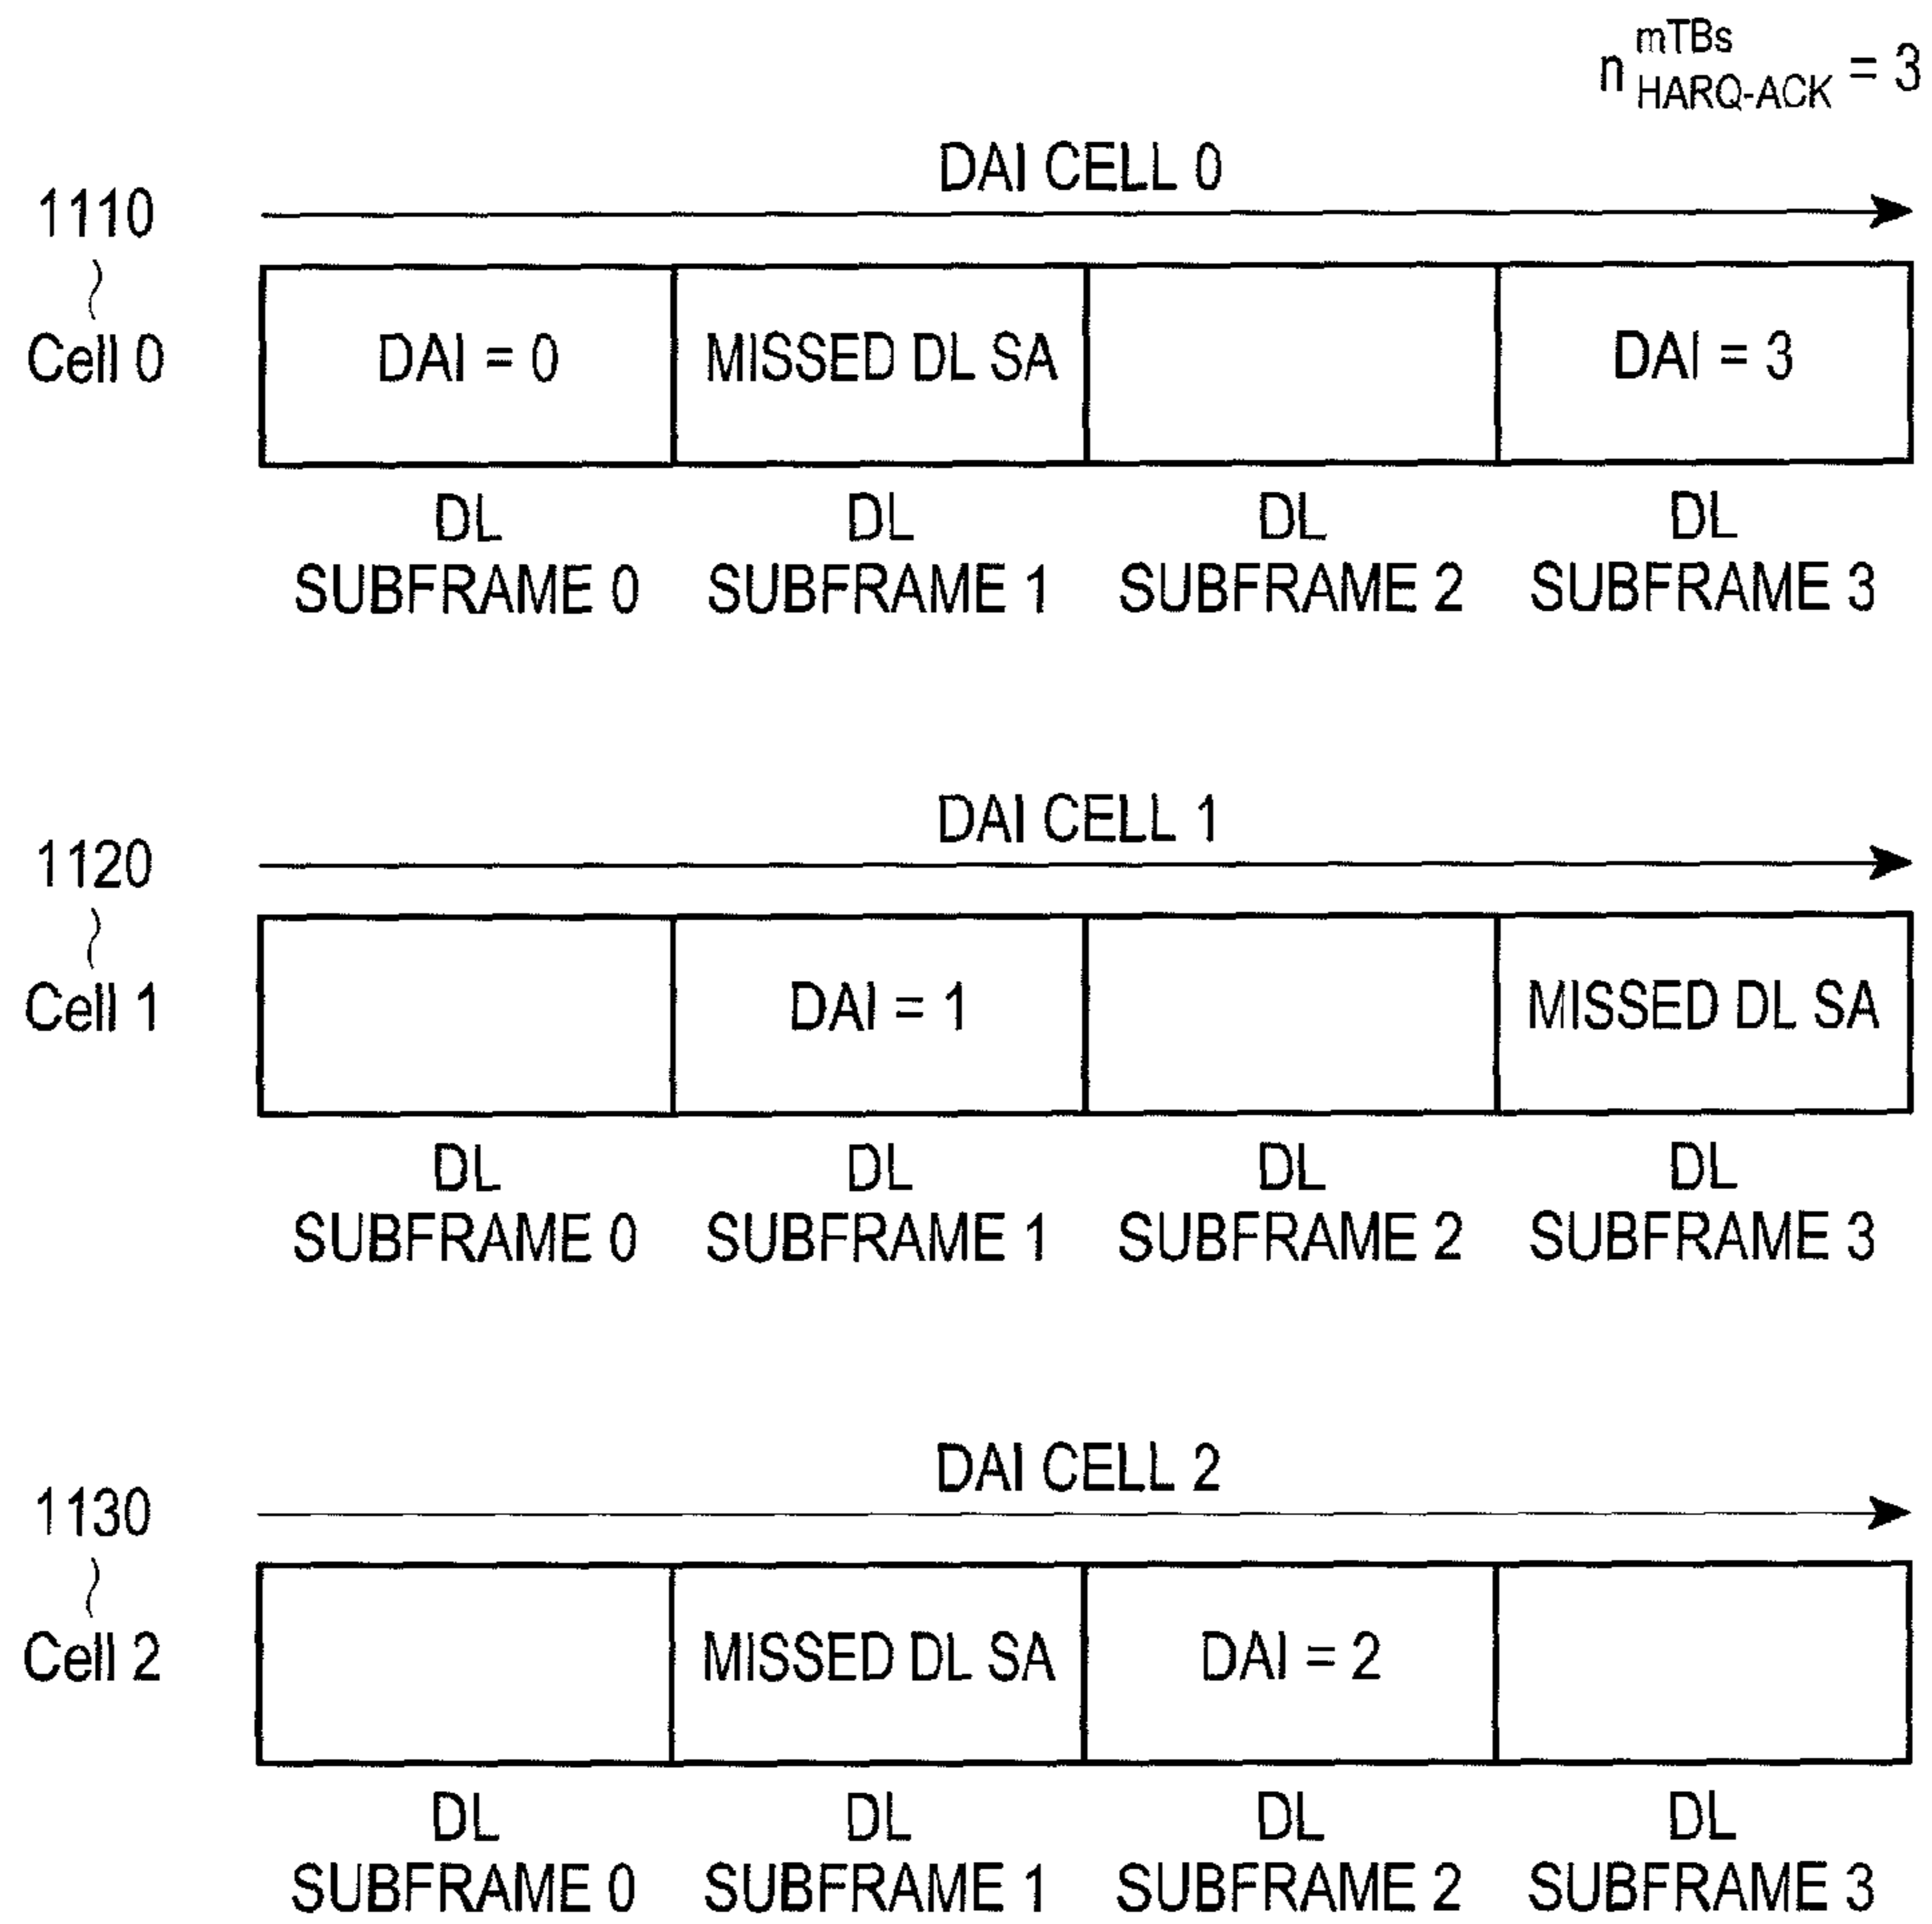 n mTBs HARQ-ACK = 3
DAI CELL 0
1110
Cell 0
DAI = 0 MISSED DL SA DAI = 3
DL DL DL DL
SUBFRAME 0 SUBFRAME 1 SUBFRAME 2 SUBFRAME 3
DAI CELL 1
1120
Cell 1
DAI = 1 MISSED DL SA
DL DL DL DL
SUBFRAME 0 SUBFRAME 1 SUBFRAME 2 SUBFRAME 3
DAI CELL 2
1130
Cell 2
MISSED DL SA DAI = 2
DL DL DL DL
SUBFRAME 0 SUBFRAME 1 SUBFRAME 2 SUBFRAME 3